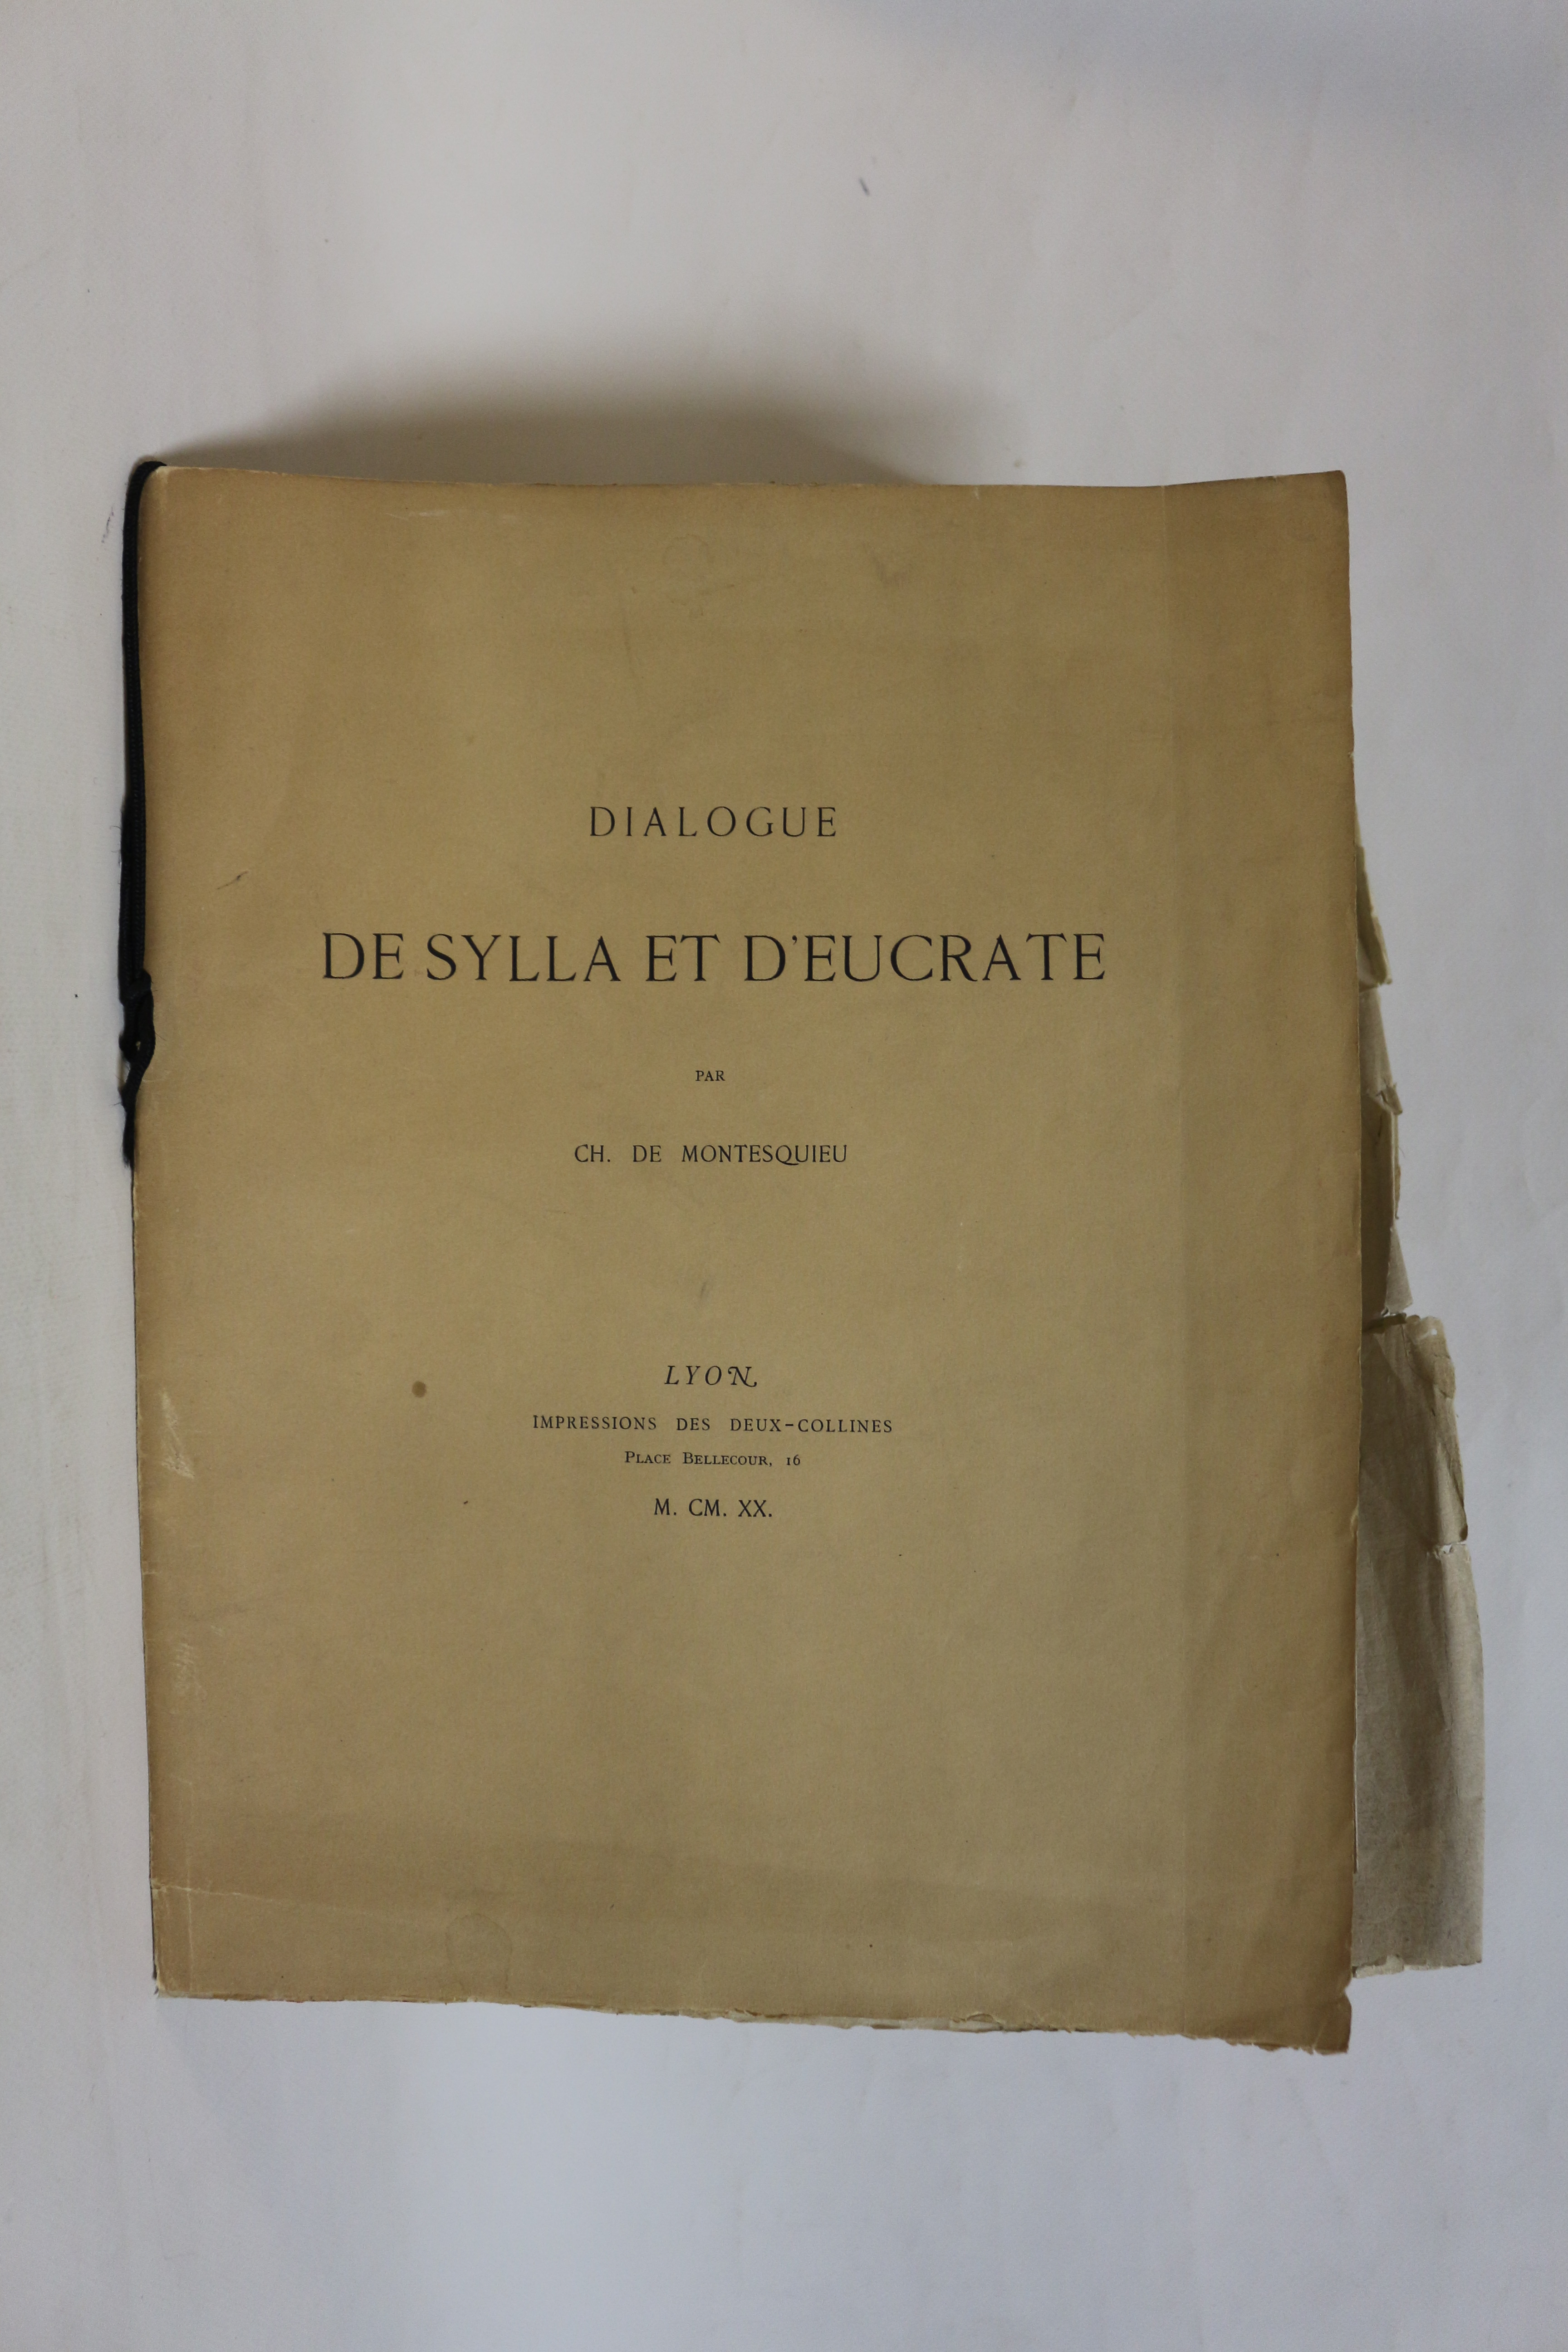 DIALOGUE
DE SYLLA ET D'EUCRATE
PAR
CH. DE MONTESQUIEU
LYON
IMPRESSIONS DES DEUX-COLLINES
PLACE BELLECOUR, 16
M. CM. XX.